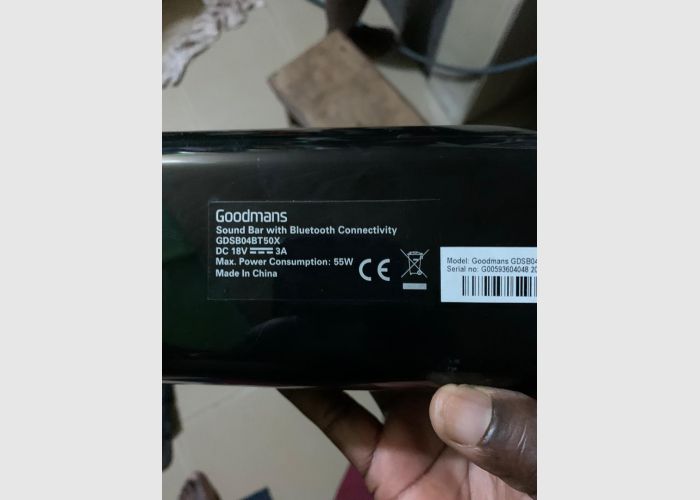 Goodmans
Sound Bar with Bluetooth Connectivity
GDSB04BT50X
DC 18V ⎓ 3A
Max. Power Consumption: 55W
Made In China
CE
Model: Goodmans GDSB04
Serial no: G00593604048 20